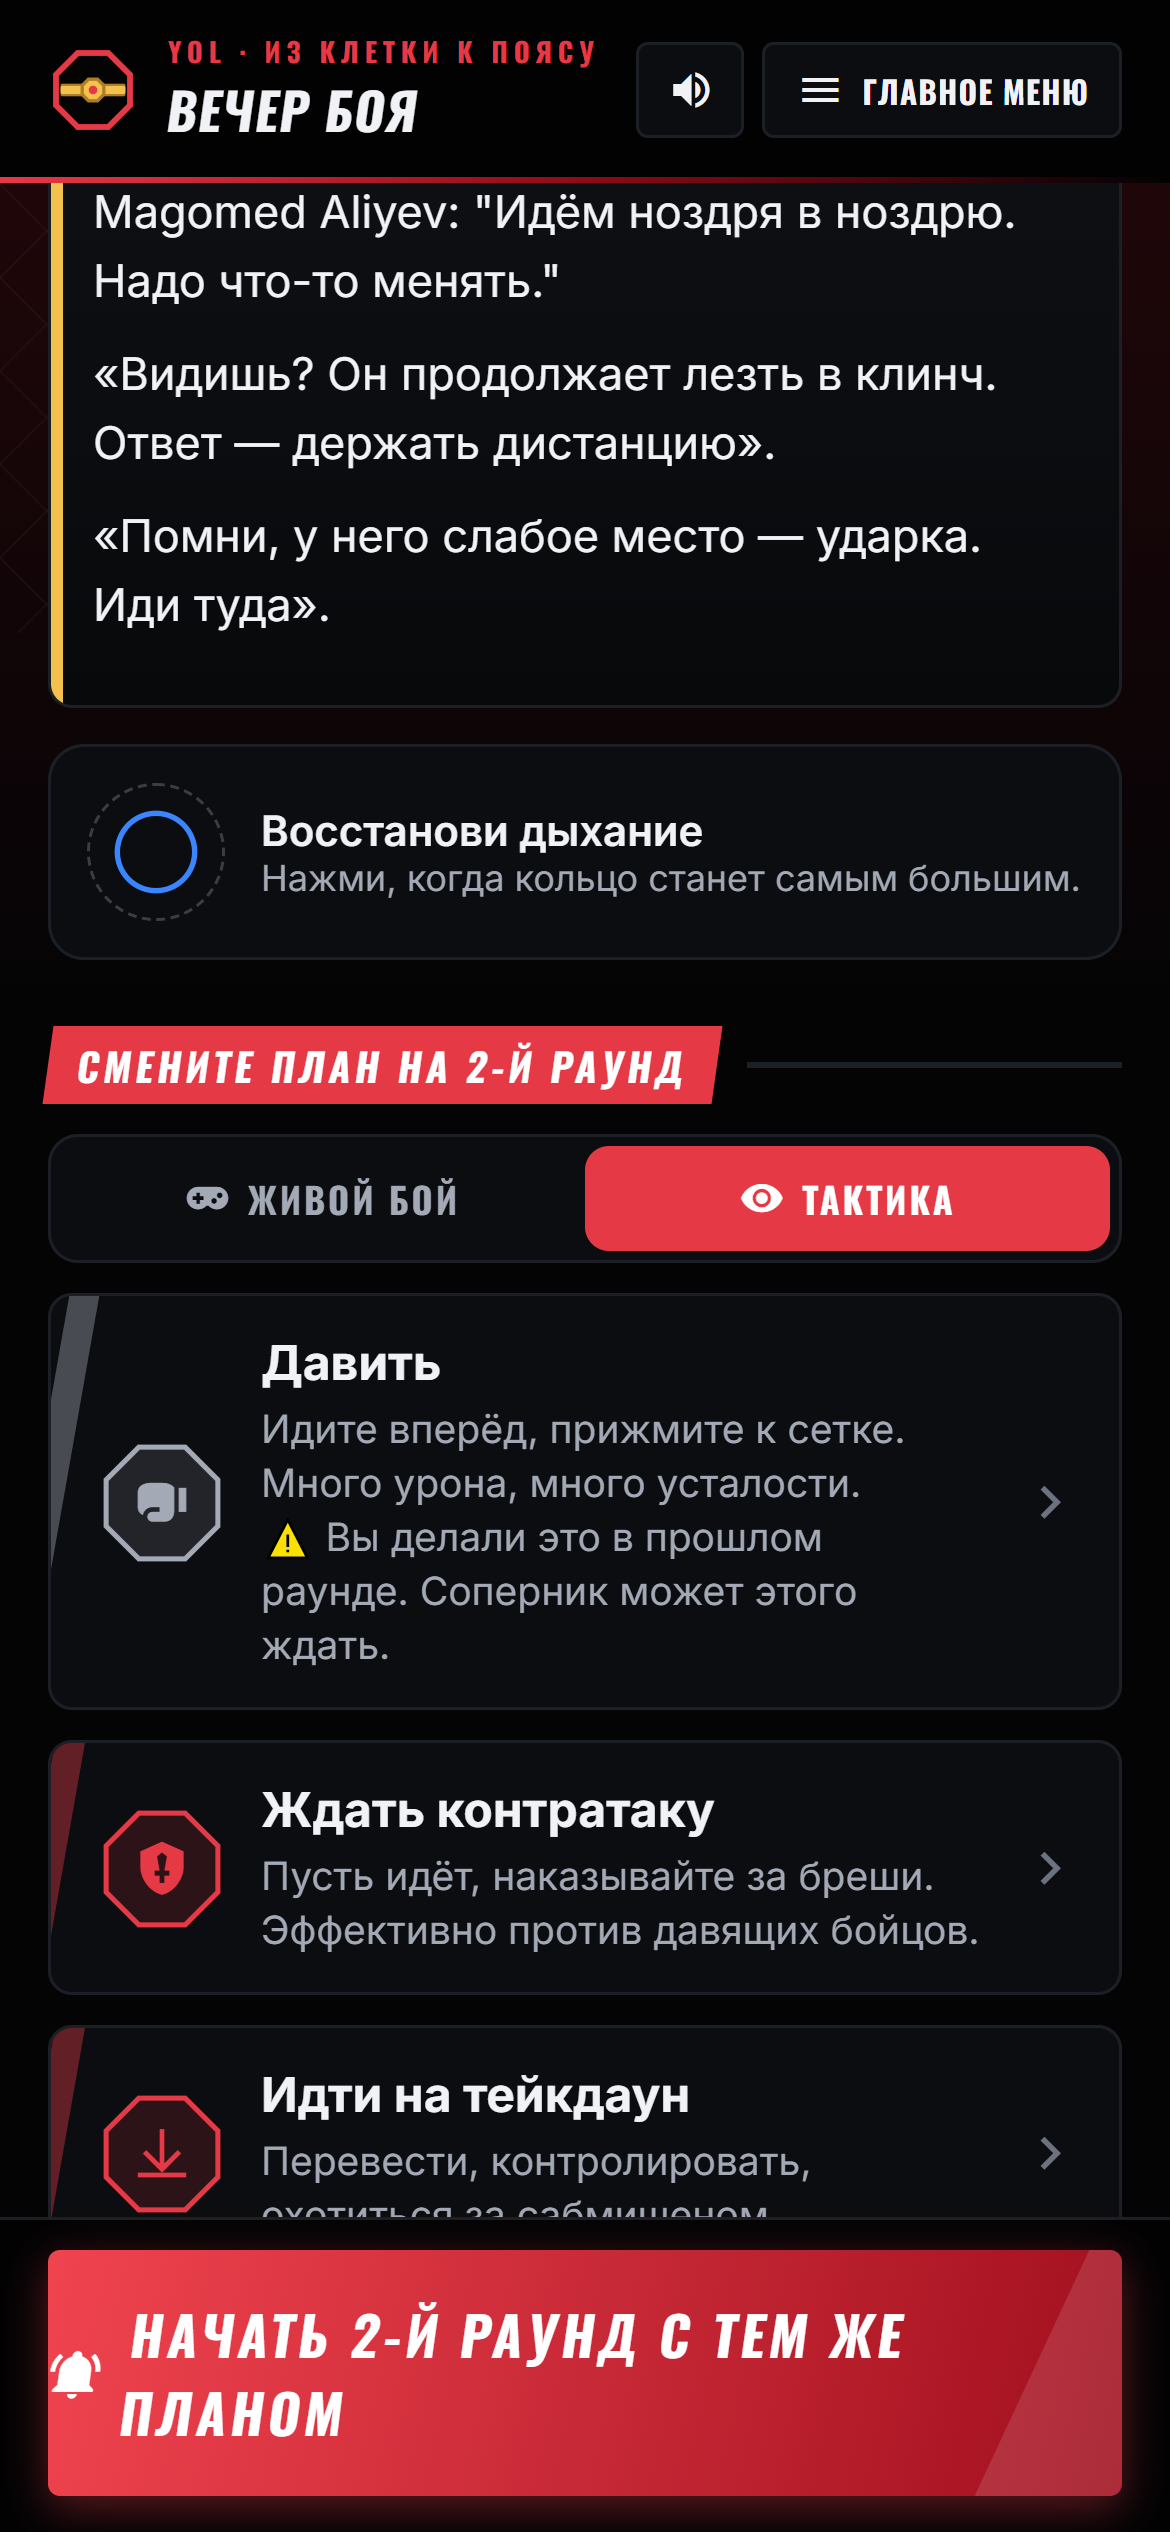 YOL · ИЗ КЛЕТКИ К ПОЯСУ
ВЕЧЕР БОЯ
ГЛАВНОЕ МЕНЮ
Magomed Aliyev: "Идём ноздря в ноздрю.
Надо что-то менять."
«Видишь? Он продолжает лезть в клинч.
Ответ — держать дистанцию».
«Помни, у него слабое место — ударка.
Иди туда».
Восстанови дыхание
Нажми, когда кольцо станет самым большим.
СМЕНИТЕ ПЛАН НА 2-Й РАУНД
ЖИВОЙ БОЙ
ТАКТИКА
Давить
Идите вперёд, прижмите к сетке.
Много урона, много усталости.
⚠️ Вы делали это в прошлом
раунде. Соперник может этого
ждать.
Ждать контратаку
Пусть идёт, наказывайте за бреши.
Эффективно против давящих бойцов.
Идти на тейкдаун
Перевести, контролировать,
охотиться за сабмишеном
НАЧАТЬ 2-Й РАУНД С ТЕМ ЖЕ
ПЛАНОМ